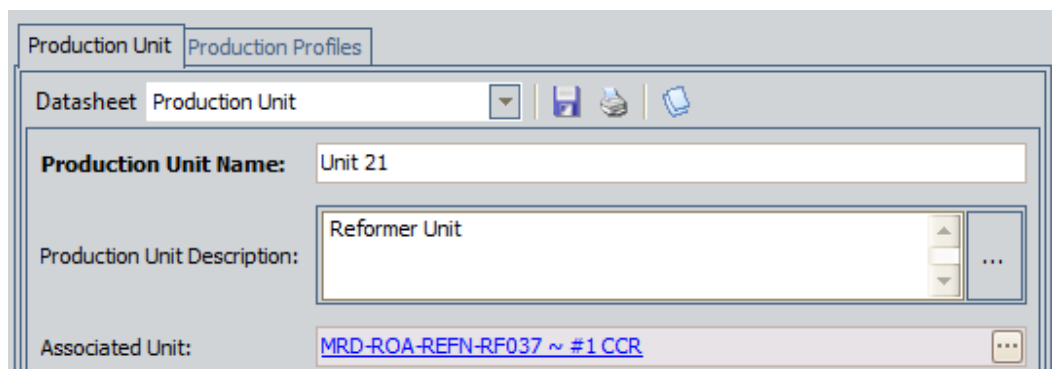 Production Unit Production Profiles
Datasheet Production Unit
Production Unit Name: Unit 21
Production Unit Description: Reformer Unit
...
Associated Unit: MRD-ROA-REFN-RF037 ~ #1 CCR ...